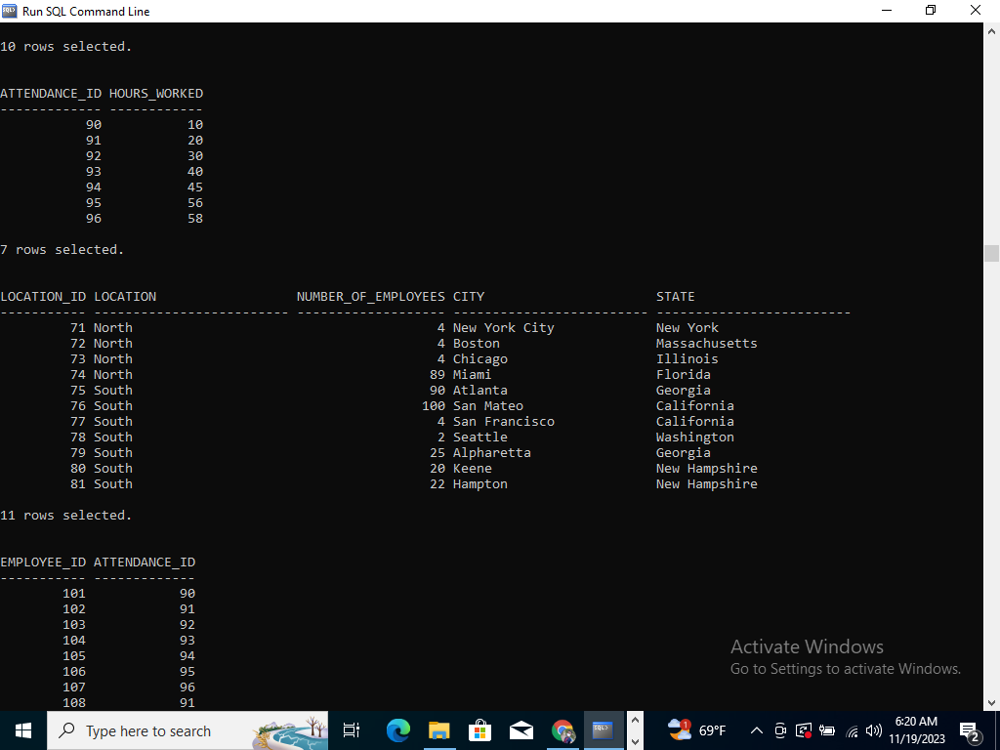 Run SQL Command Line
10 rows selected.
ATTENDANCE_ID HOURS_WORKED
------------- ------------
90 10
91 20
92 30
93 40
94 45
95 56
96 58
7 rows selected.
LOCATION_ID LOCATION NUMBER_OF_EMPLOYEES CITY STATE
----------- ------------------------- ------------------- ------------------------- -------------------------
71 North 4 New York City New York
72 North 4 Boston Massachusetts
73 North 4 Chicago Illinois
74 North 89 Miami Florida
75 South 90 Atlanta Georgia
76 South 100 San Mateo California
77 South 4 San Francisco California
78 South 2 Seattle Washington
79 South 25 Alpharetta Georgia
80 South 20 Keene New Hampshire
81 South 22 Hampton New Hampshire
11 rows selected.
EMPLOYEE_ID ATTENDANCE_ID
----------- -------------
101 90
102 91
103 92
104 93
105 94
106 95
107 96
108 91
Activate Windows
Go to Settings to activate Windows.
Type here to search
SQL>
1
69°F
6:20 AM
11/19/2023
2